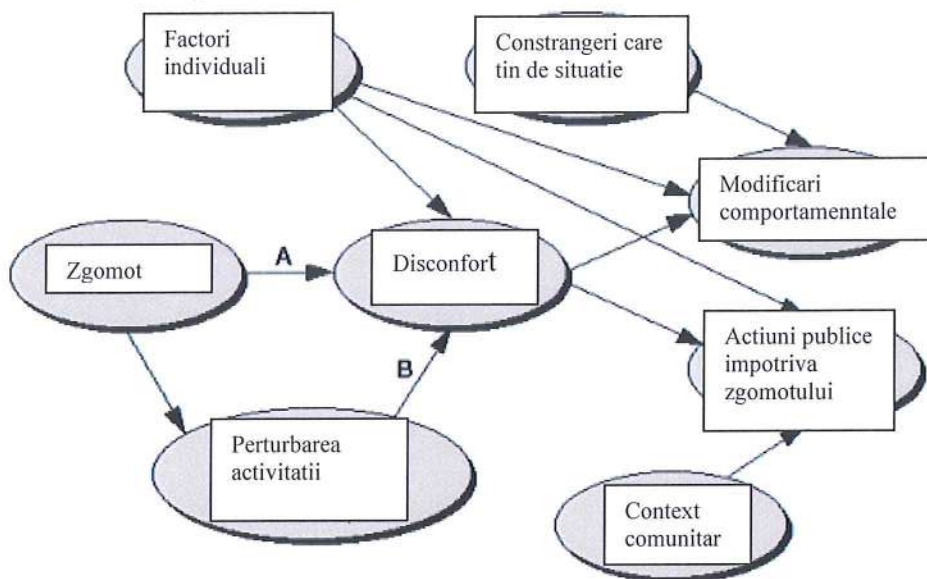 Factori
individuali
Constrangeri care
tin de situatie
Modificari
comportamenntale
Zgomot
A
Disconfort
Actiuni publice
impotriva
zgomotului
B
Perturbarea
activitatii
Context
comunitar